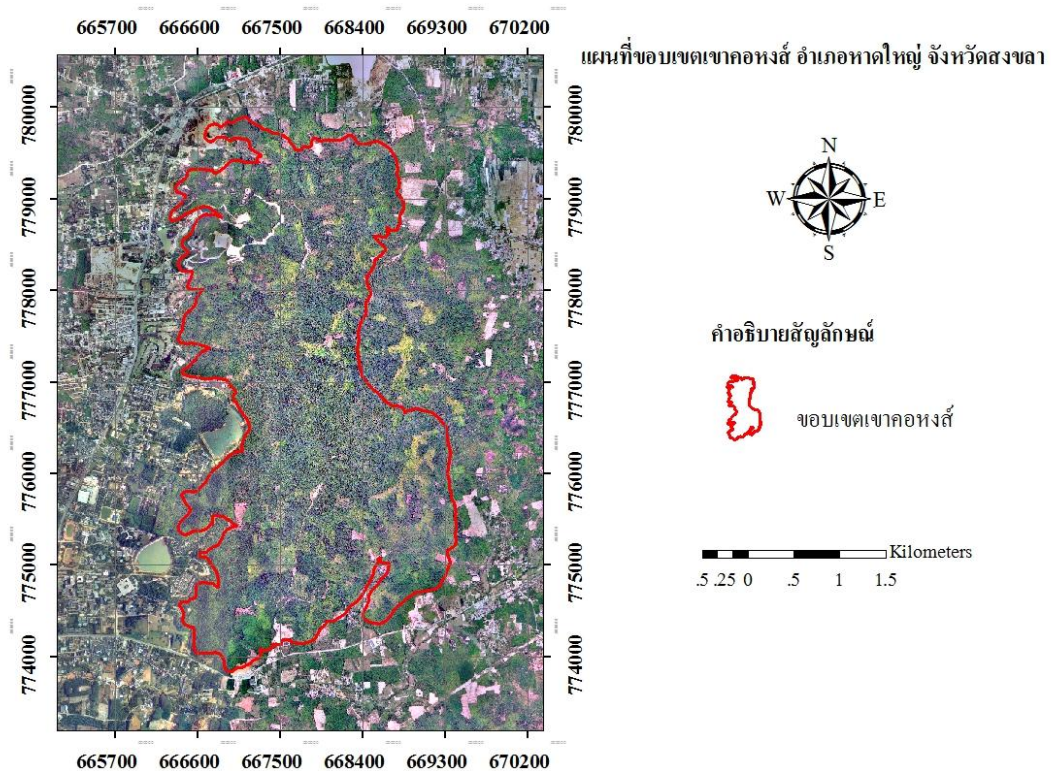 665700 666600 667500 668400 669300 670200
แผนที่ขอบเขตเขาคอหงส์ อำเภอหาดใหญ่ จังหวัดสงขลา
780000 780000
779000 779000
778000 778000
777000 777000
776000 776000
775000 775000
774000 774000
N
W E
S
คำอธิบายสัญลักษณ์
ขอบเขตเขาคอหงส์
Kilometers
.5 .25 0 .5 1 1.5
665700 666600 667500 668400 669300 670200